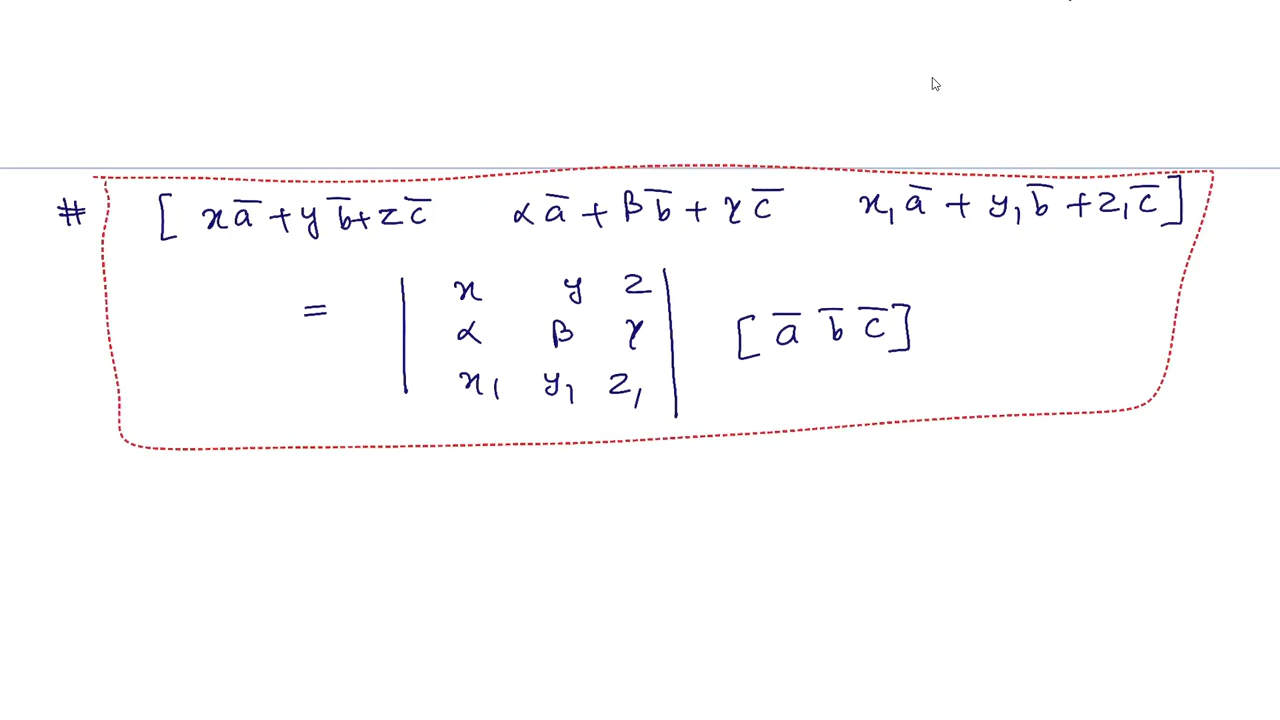 # [ x a̅ + y b̅ + z c̅   α a̅ + β b̅ + γ c̅   x₁ a̅ + y₁ b̅ + z₁ c̅ ]
= | x y z |
| α β γ | [ a̅ b̅ c̅ ]
| x₁ y₁ z₁ |